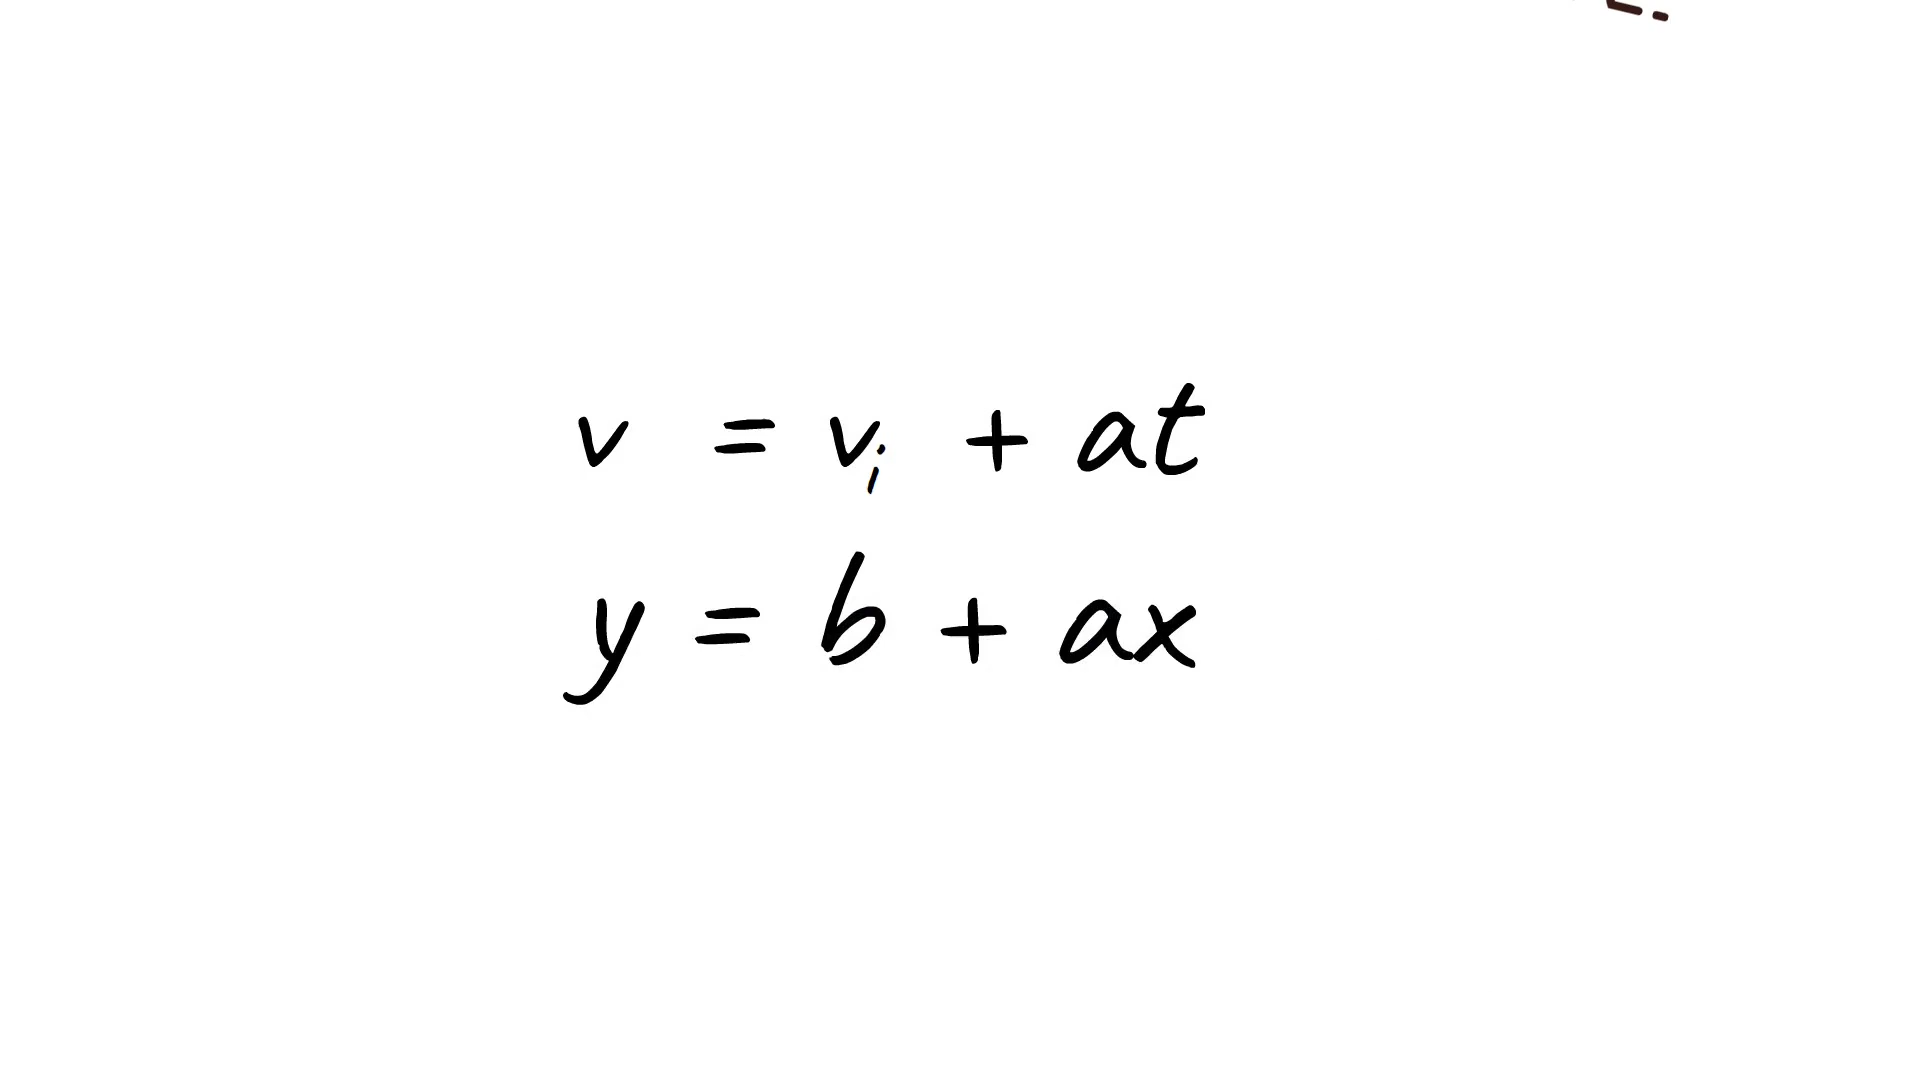 v = vᵢ + at
y = b + ax